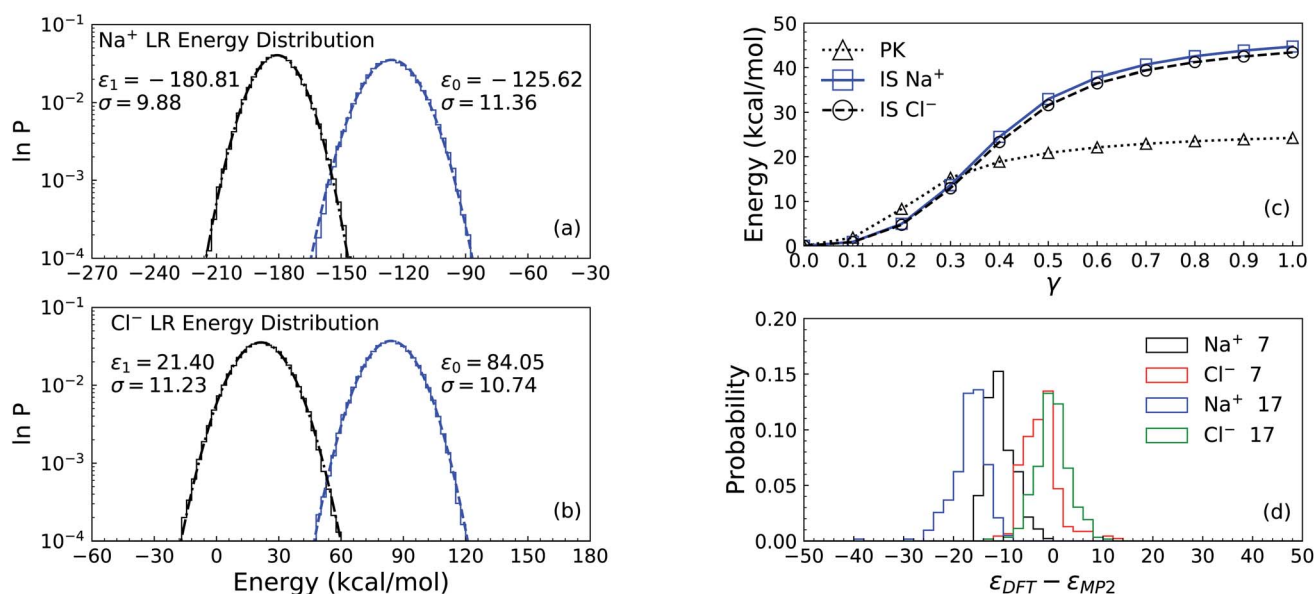 10⁻¹
Na⁺ LR Energy Distribution
ε₁ = −180.81
σ = 9.88
ε₀ = −125.62
σ = 11.36
10⁻²
ln P
10⁻³
(a)
10⁻⁴
−270 −210 −180 −150 −120 −90 −30
10⁻¹
Cl⁻ LR Energy Distribution
ε₁ = 21.40
σ = 11.23
ε₀ = 84.05
σ = 10.74
10⁻²
ln P
10⁻³
(b)
10⁻⁴
−60 −30 0 30 60 90 120 180
Energy (kcal/mol)
50
40
30
20
10
0
Energy (kcal/mol)
PK
IS Na⁺
IS Cl⁻
(c)
0.0 0.1 0.2 0.3 0.4 0.5 0.6 0.7 0.8 0.9 1.0
γ
0.20
0.15
0.10
0.05
0.00
Probability
Na⁺ 7
Cl⁻ 7
Na⁺ 17
Cl⁻ 17
(d)
−50 −40 −30 −20 −10 0 10 20 30 40 50
ε_DFT − ε_MP2